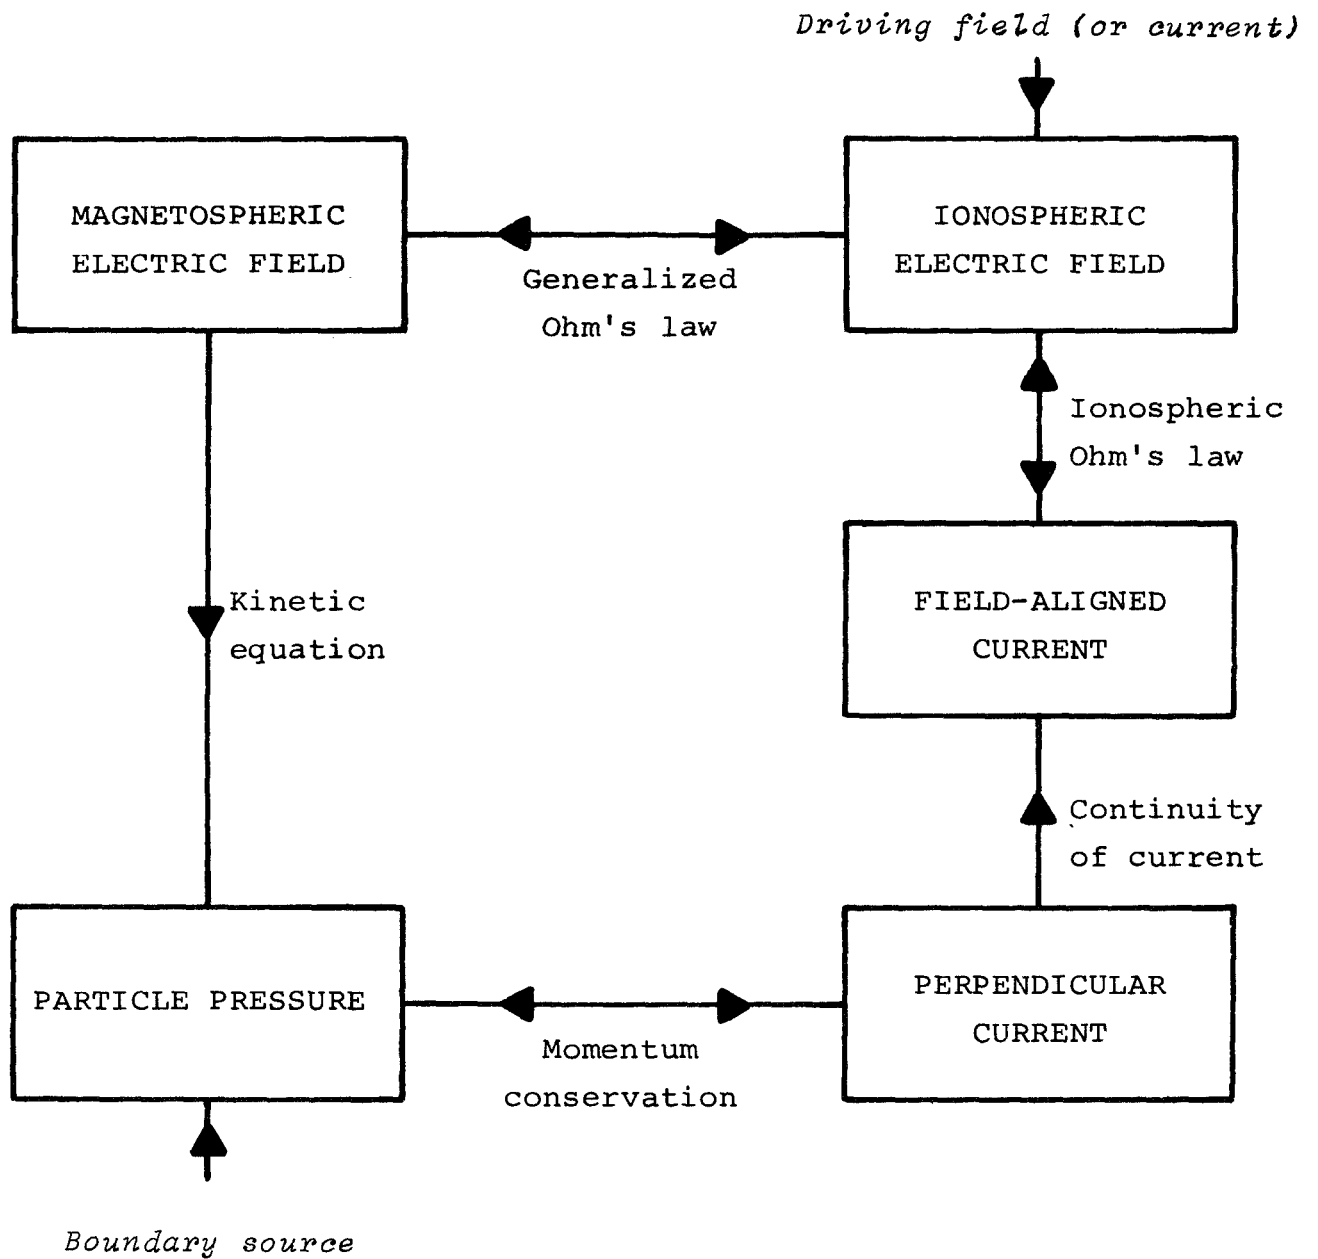 Driving field (or current)
MAGNETOSPHERIC
ELECTRIC FIELD
IONOSPHERIC
ELECTRIC FIELD
Generalized
Ohm's law
Ionospheric
Ohm's law
Kinetic
equation
FIELD-ALIGNED
CURRENT
Continuity
of current
PARTICLE PRESSURE
PERPENDICULAR
CURRENT
Momentum
conservation
Boundary source